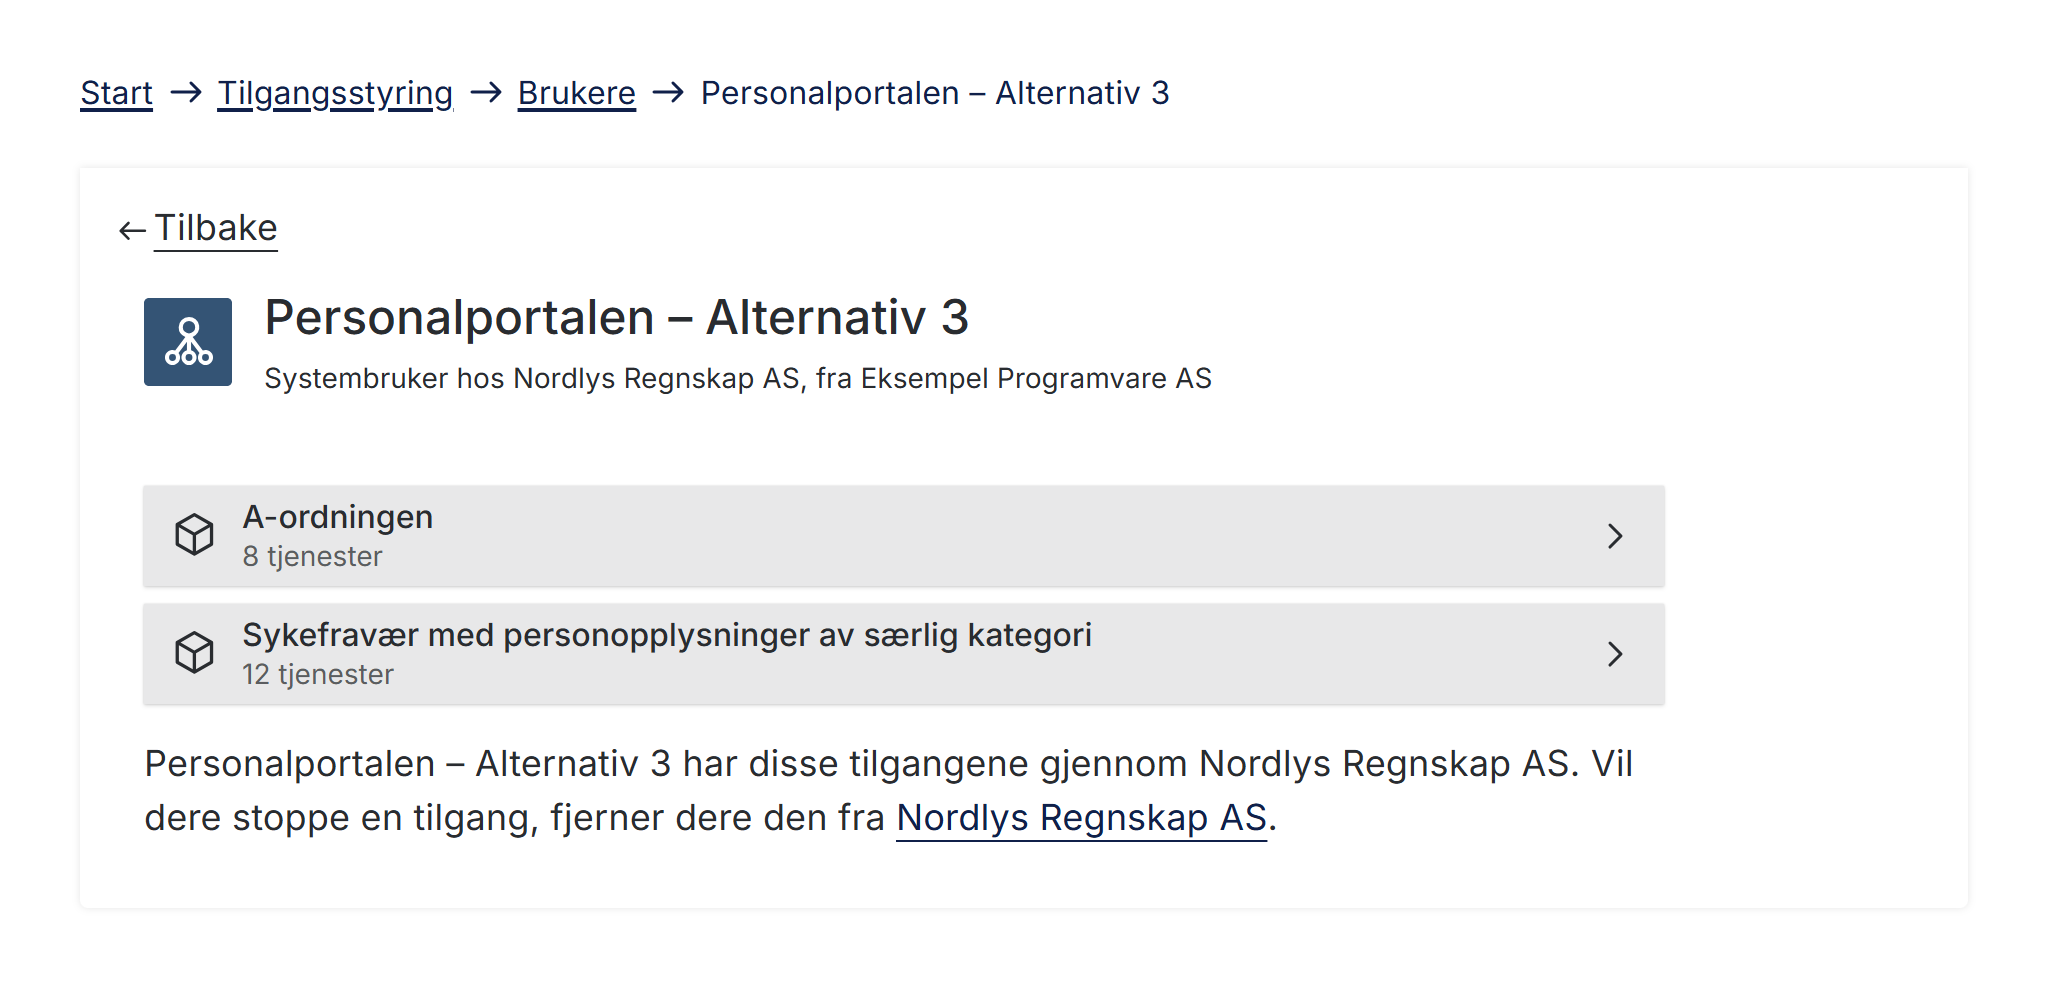 Start → Tilgangsstyring → Brukere → Personalportalen – Alternativ 3
← Tilbake
Personalportalen – Alternativ 3
Systembruker hos Nordlys Regnskap AS, fra Eksempel Programvare AS
A-ordningen
8 tjenester
Sykefravær med personopplysninger av særlig kategori
12 tjenester
Personalportalen – Alternativ 3 har disse tilgangene gjennom Nordlys Regnskap AS. Vil
dere stoppe en tilgang, fjerner dere den fra Nordlys Regnskap AS.